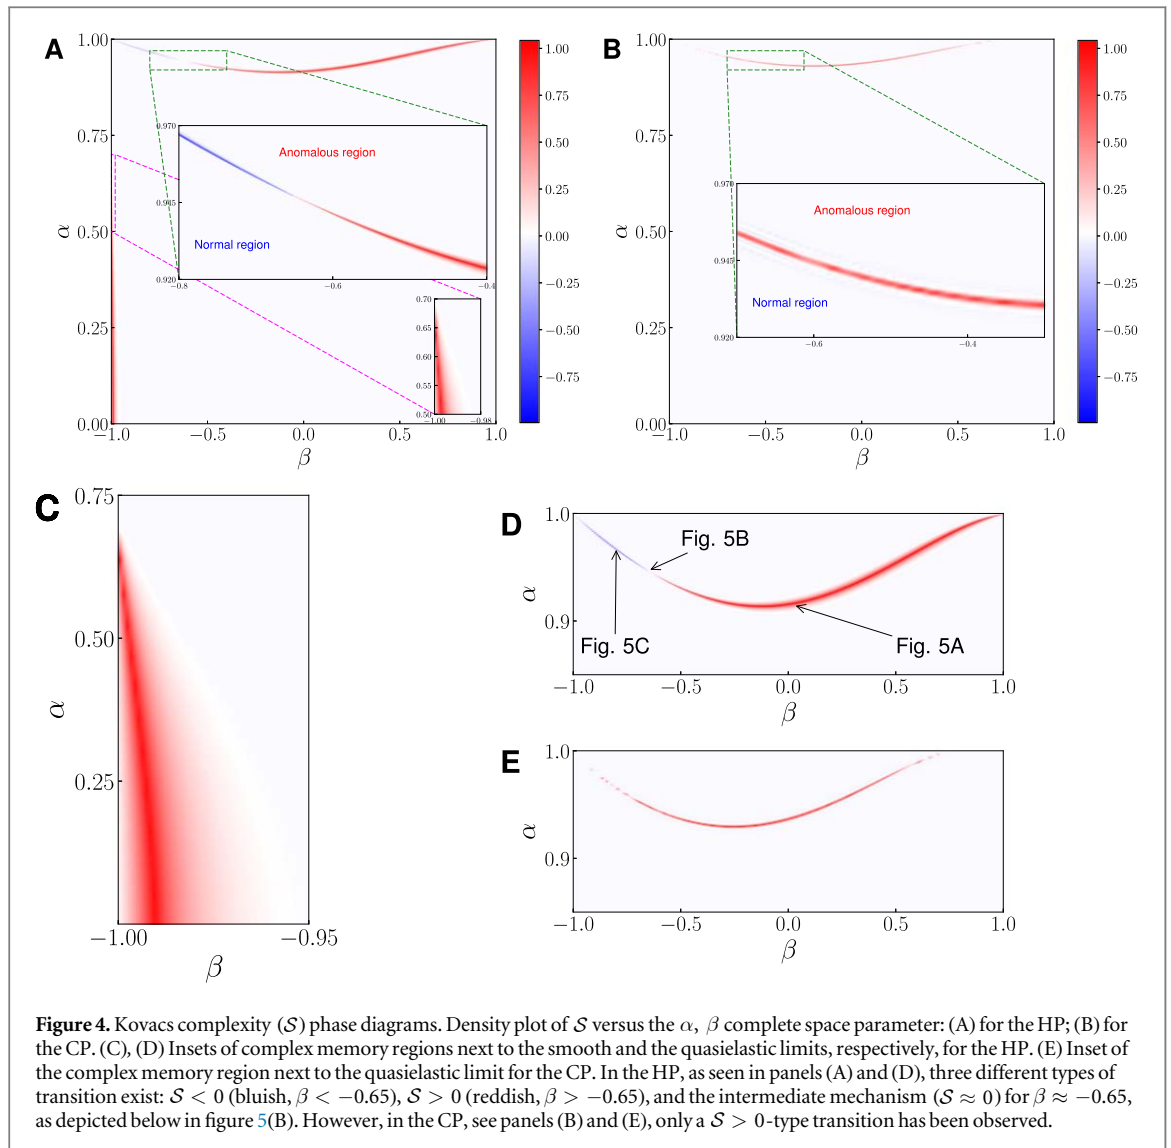 A
1.00
0.75
0.50
0.25
0.00
α
−1.0
−0.5
0.0
0.5
1.0
β
0.970
0.945
0.920
−0.8
−0.6
−0.4
Anomalous region
Normal region
0.70
0.65
0.60
0.55
0.50
−1.00
−0.98
1.00
0.75
0.50
0.25
0.00
−0.25
−0.50
−0.75
B
1.00
0.75
0.50
0.25
0.00
α
−1.0
−0.5
0.0
0.5
1.0
β
0.970
0.945
0.920
−0.6
−0.4
Anomalous region
Normal region
1.00
0.75
0.50
0.25
0.00
−0.25
−0.50
−0.75
C
0.75
0.50
0.25
α
−1.00
−0.95
β
D
1.0
0.9
α
−1.0
−0.5
0.0
0.5
1.0
β
Fig. 5B
Fig. 5C
Fig. 5A
E
1.0
0.9
α
−1.0
−0.5
0.0
0.5
1.0
β
Figure 4. Kovacs complexity (𝒮) phase diagrams. Density plot of 𝒮 versus the α, β complete space parameter: (A) for the HP; (B) for
the CP. (C), (D) Insets of complex memory regions next to the smooth and the quasielastic limits, respectively, for the HP. (E) Inset of
the complex memory region next to the quasielastic limit for the CP. In the HP, as seen in panels (A) and (D), three different types of
transition exist: 𝒮 < 0 (bluish, β < −0.65), 𝒮 > 0 (reddish, β > −0.65), and the intermediate mechanism (𝒮 ≈ 0) for β ≈ −0.65,
as depicted below in figure 5(B). However, in the CP, see panels (B) and (E), only a 𝒮 > 0-type transition has been observed.